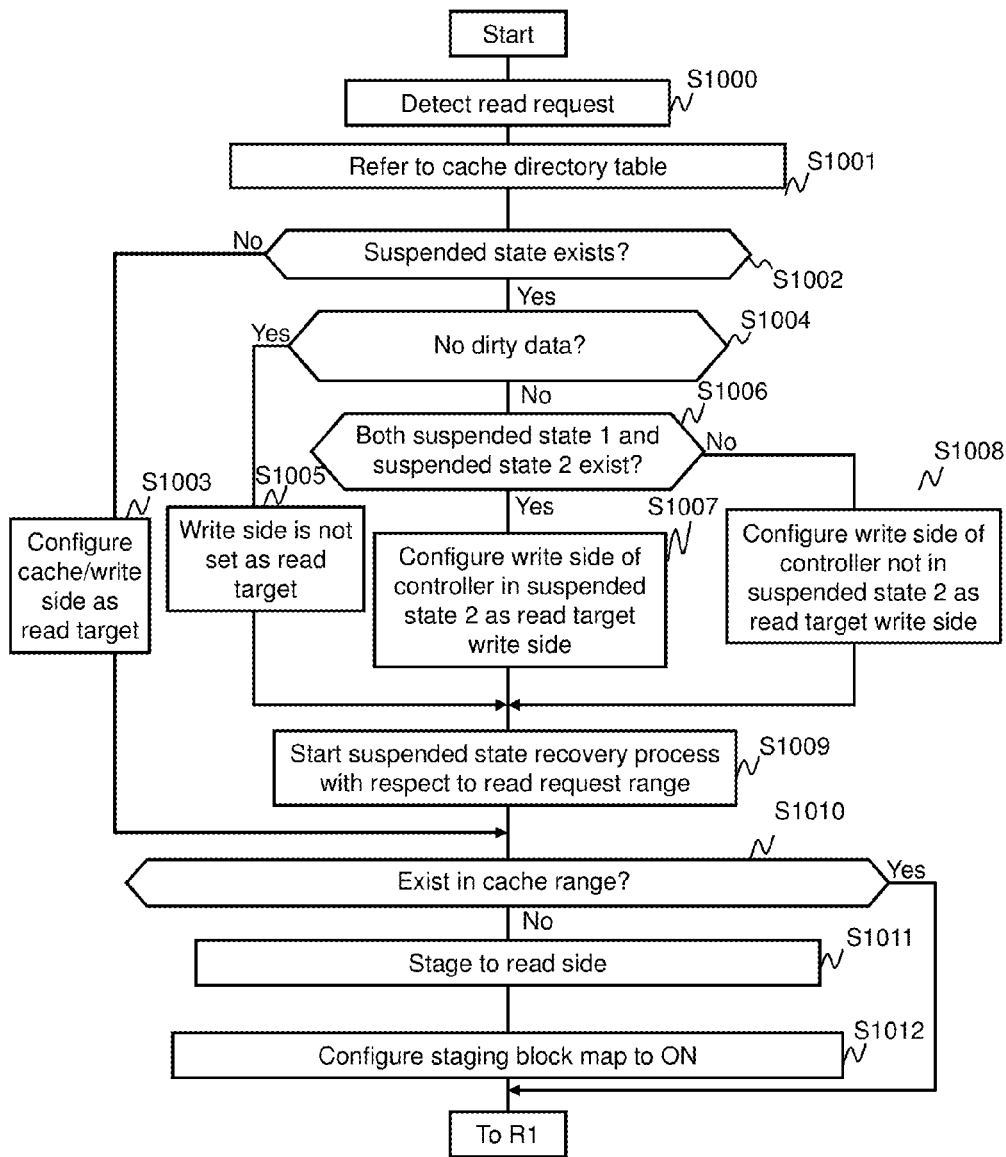 Start
S1000
Detect read request
S1001
Refer to cache directory table
No
Suspended state exists?
S1002
Yes
S1004
Yes
No dirty data?
No
S1006
Both suspended state 1 and
suspended state 2 exist?
No
S1008
S1003
S1005
Yes
S1007
Configure
cache/write
side as
read target
Write side is not
set as read
target
Configure write side of
controller in suspended
state 2 as read target
write side
Configure write side of
controller not in
suspended state 2 as
read target write side
Start suspended state recovery process
with respect to read request range
S1009
S1010
Exist in cache range?
Yes
No
S1011
Stage to read side
S1012
Configure staging block map to ON
To R1